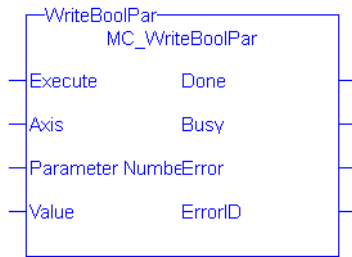 WriteBoolPar
MC_WriteBoolPar
Execute Done
Axis Busy
Parameter NumbeError
Value ErrorID